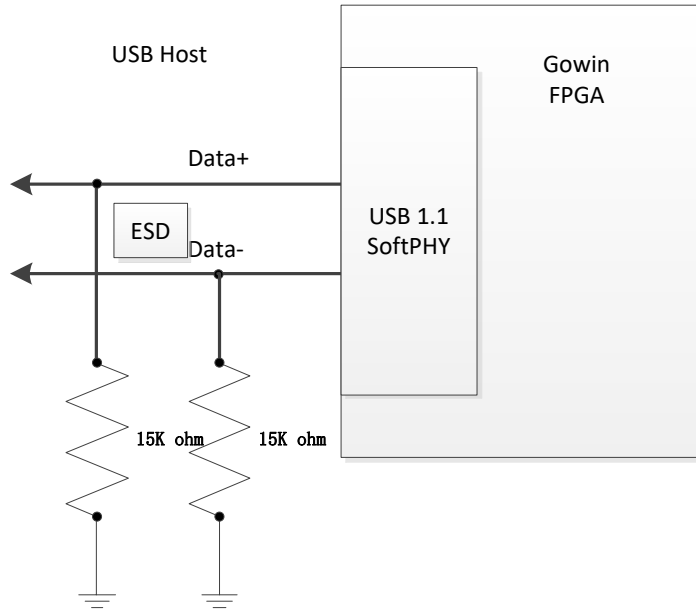 USB Host
Gowin
FPGA
Data+
ESD
Data-
USB 1.1
SoftPHY
15K ohm
15K ohm